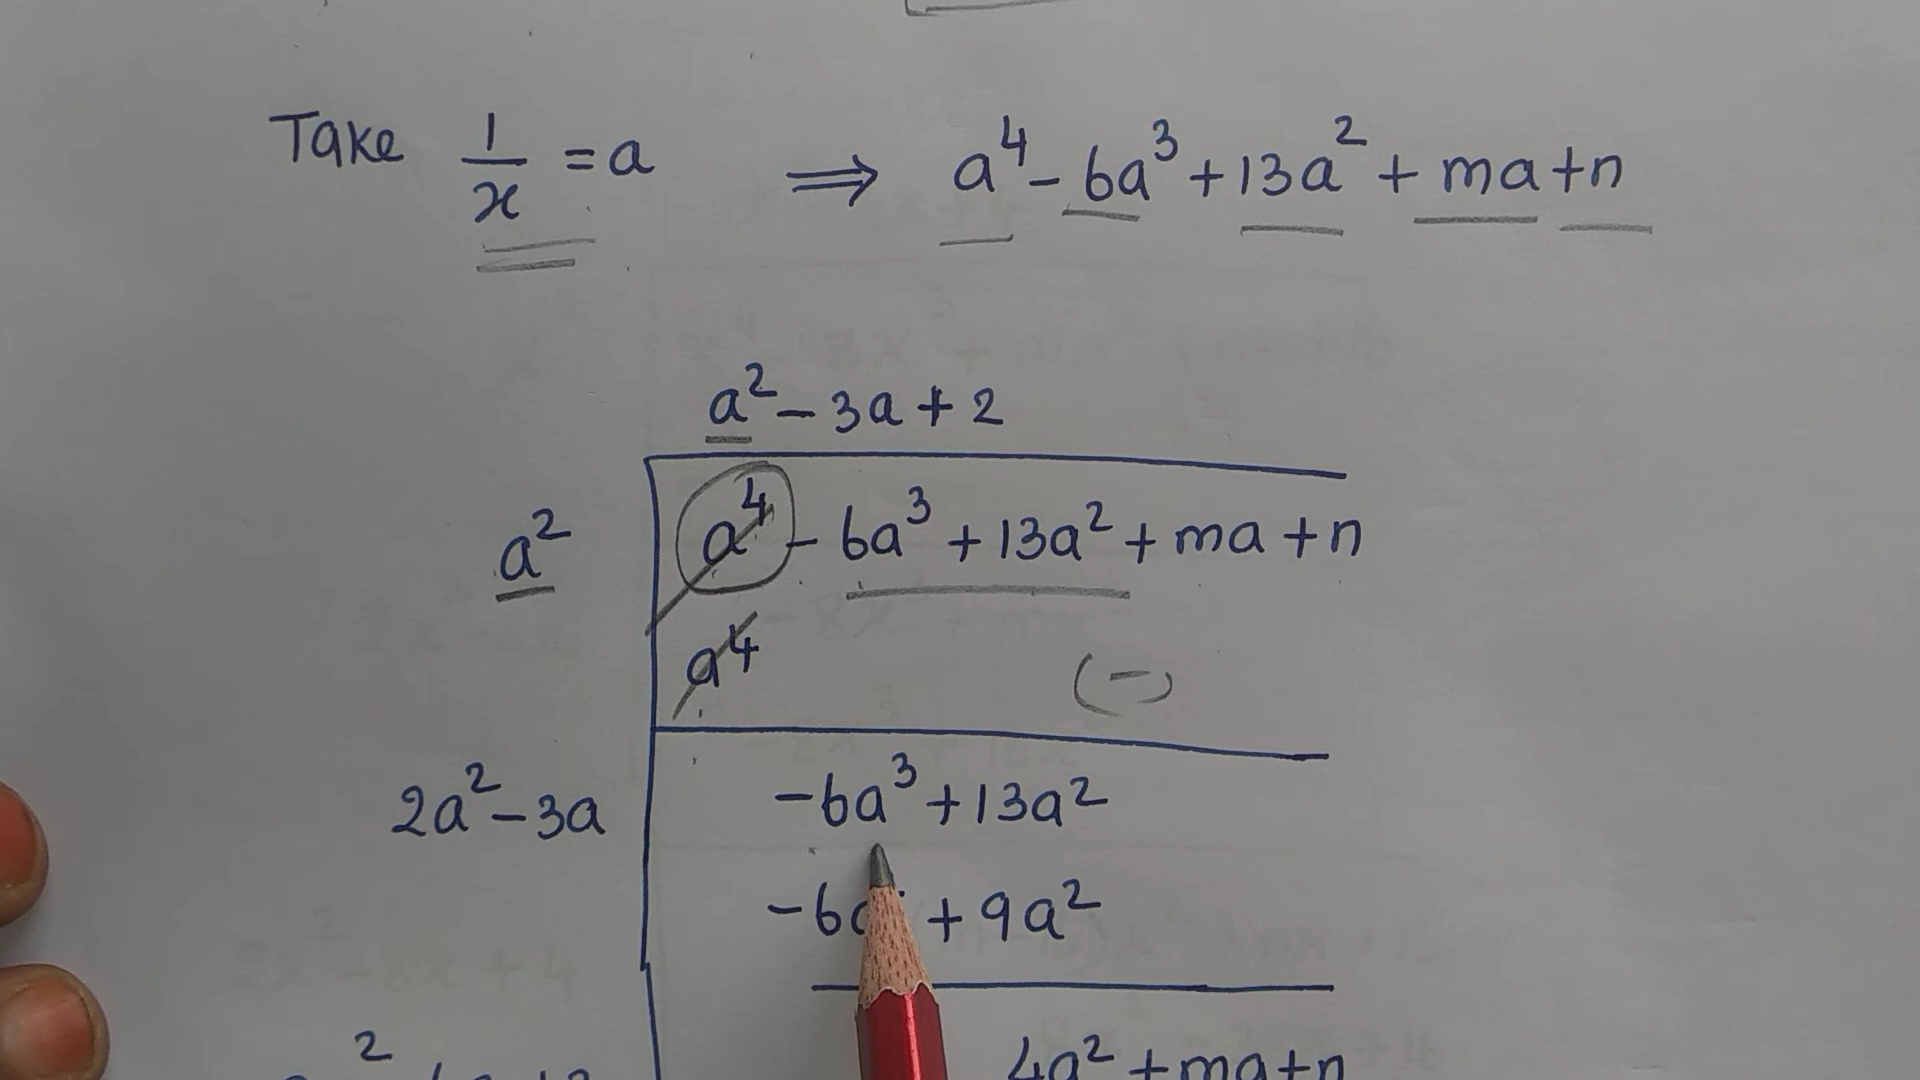 Take 1/x = a ⟹ a⁴ - 6a³ + 13a² + ma + n
a² - 3a + 2
a² a⁴ - 6a³ + 13a² + ma + n
a⁴ (-)
2a² - 3a -6a³ + 13a²
-6a + 9a²
4a² + ma + n